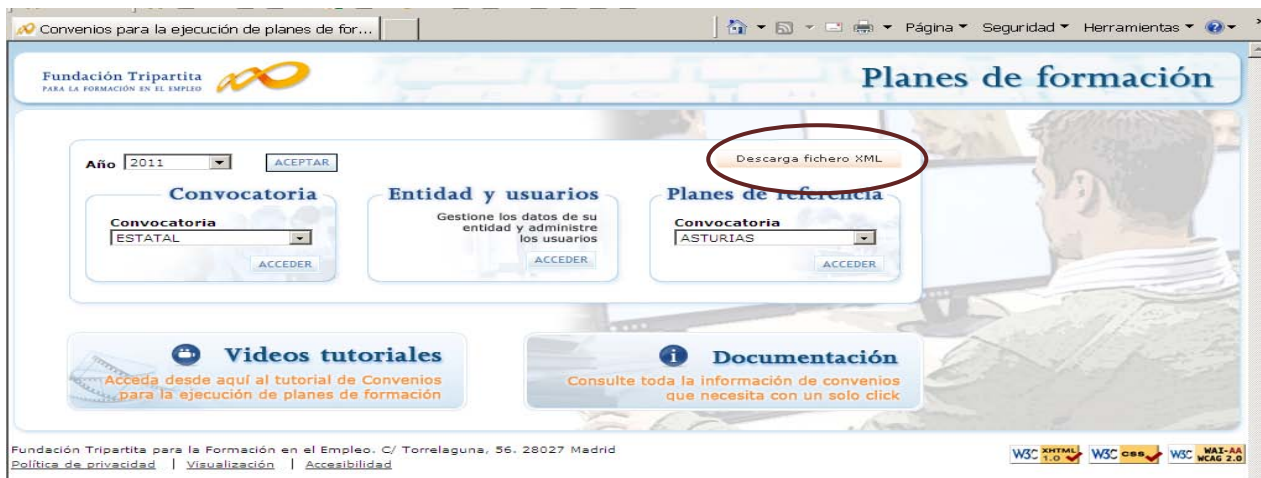 Convenios para la ejecución de planes de for...
Página Seguridad Herramientas
Fundación Tripartita
PARA LA FORMACIÓN EN EL EMPLEO
Planes de formación
Año 2011 ACEPTAR
Descarga fichero XML
Convocatoria
Convocatoria
ESTATAL
ACCEDER
Entidad y usuarios
Gestione los datos de su
entidad y administre
los usuarios
ACCEDER
Planes de referencia
Convocatoria
ASTURIAS
ACCEDER
Videos tutoriales
Acceda desde aquí al tutorial de Convenios
para la ejecución de planes de formación
Documentación
Consulte toda la información de convenios
que necesita con un solo click
Fundación Tripartita para la Formación en el Empleo. C/ Torrelaguna, 56. 28027 Madrid
Política de privacidad | Visualización | Accesibilidad
W3C XHTML 1.0
W3C css
W3C WAI-AA WCAG 2.0